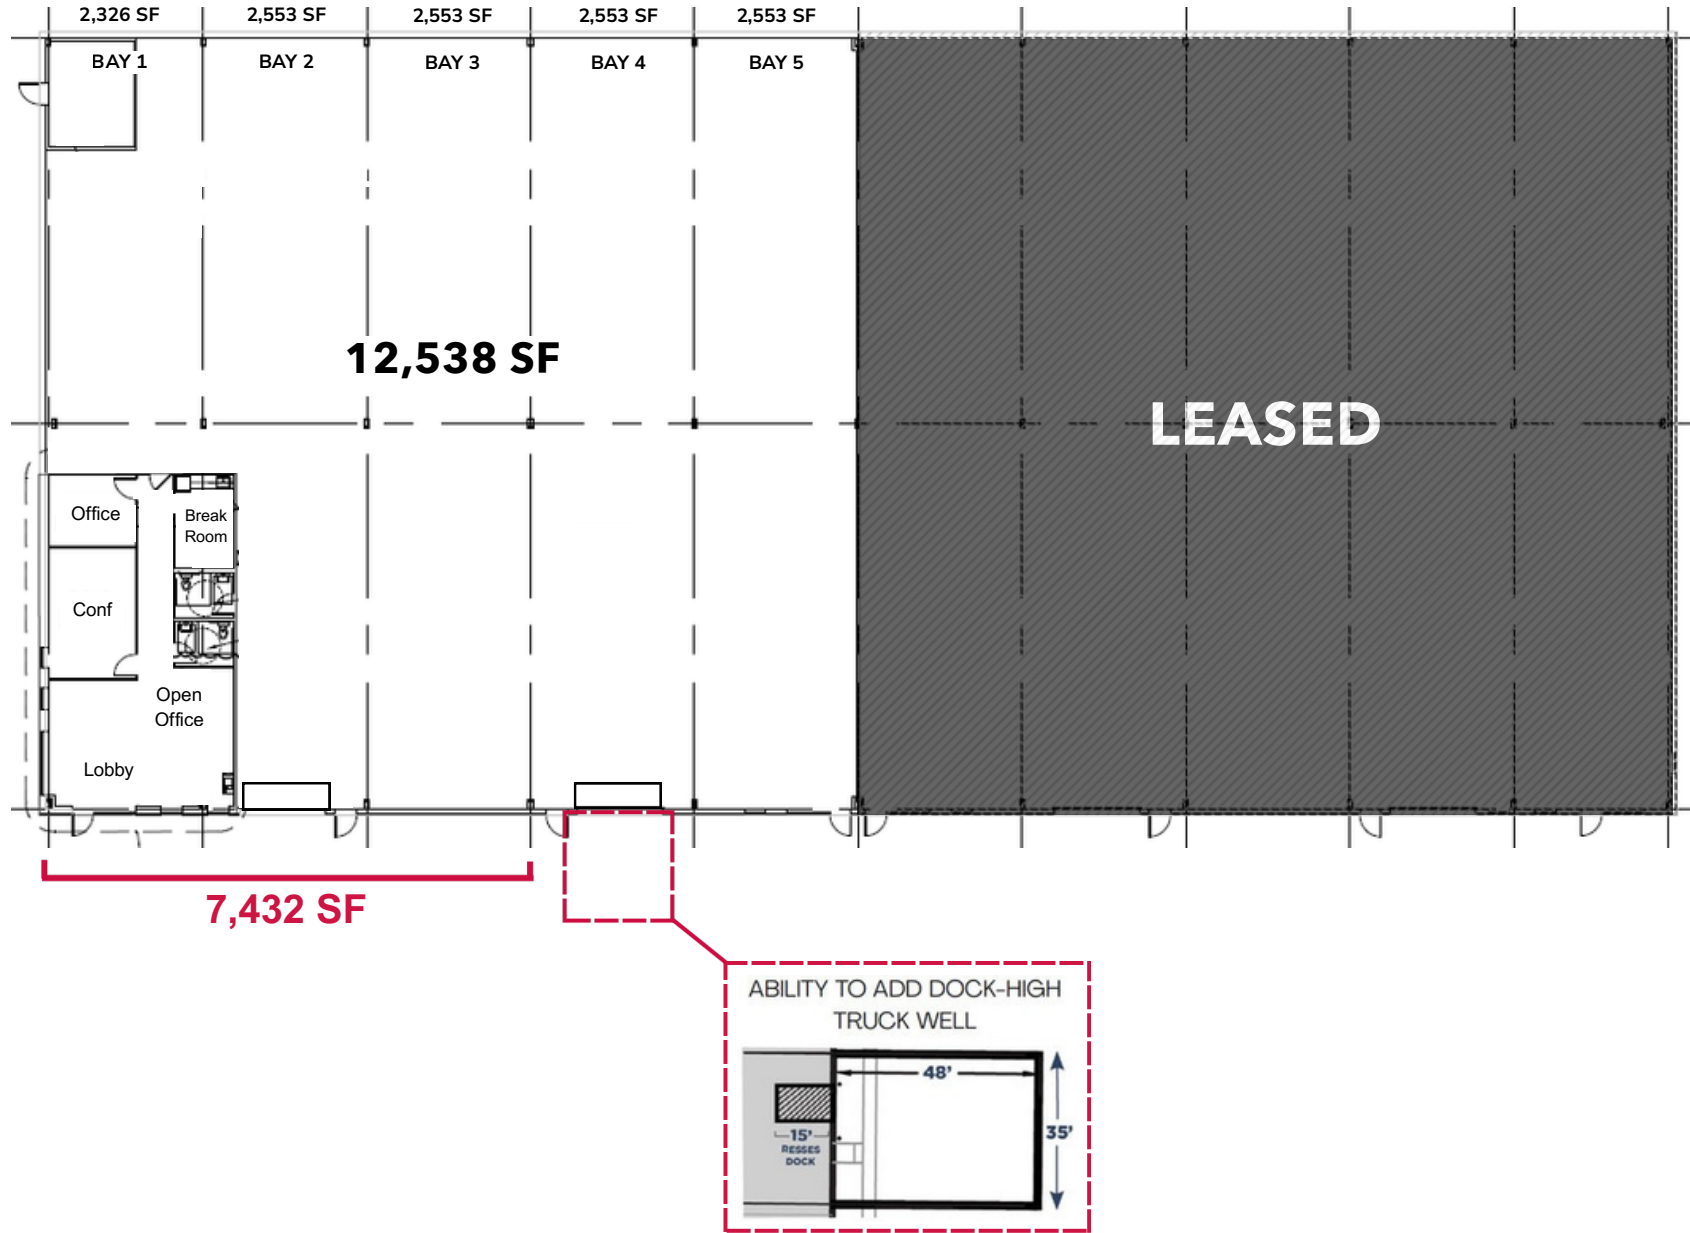 2,326 SF
2,553 SF
2,553 SF
2,553 SF
2,553 SF
BAY 1
BAY 2
BAY 3
BAY 4
BAY 5
12,538 SF
LEASED
Office
Break
Room
Conf
Open
Office
Lobby
7,432 SF
ABILITY TO ADD DOCK-HIGH
TRUCK WELL
48'
35'
15'
RESSES
DOCK